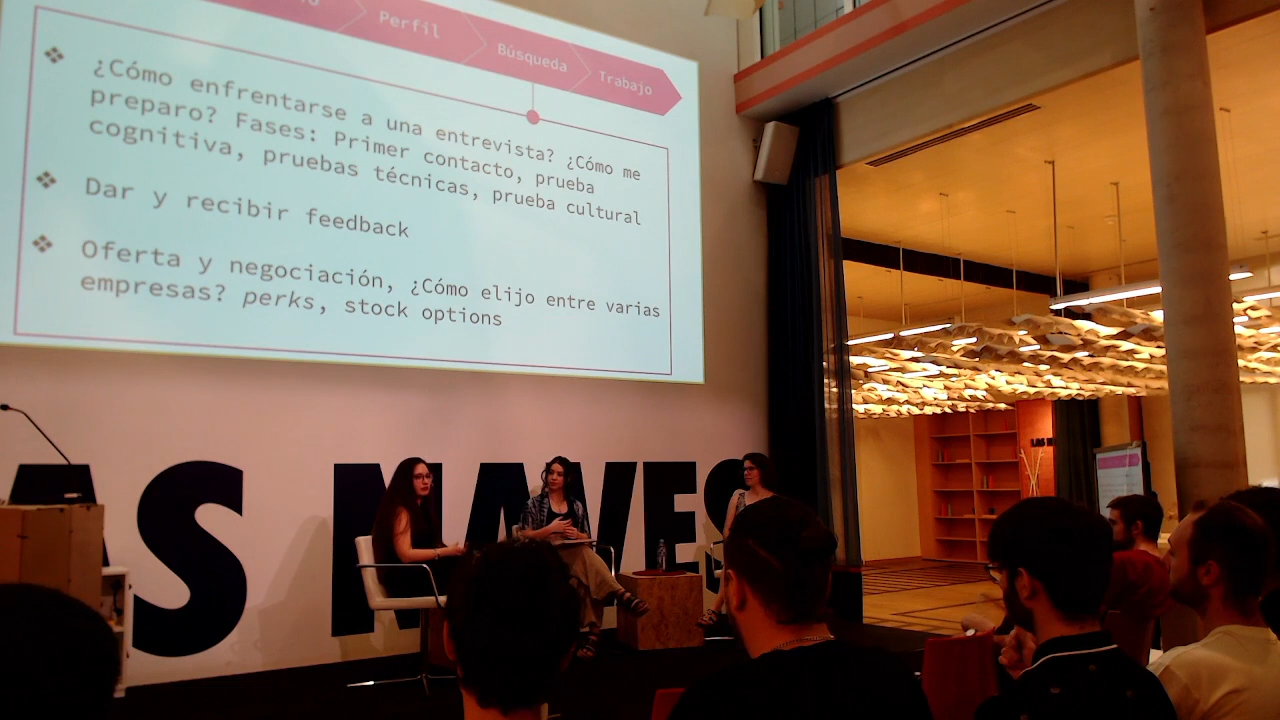 Perfil
Búsqueda
Trabajo
¿Cómo enfrentarse a una entrevista? ¿Cómo me
preparo? Fases: Primer contacto, prueba
cognitiva, pruebas técnicas, prueba cultural
Dar y recibir feedback
Oferta y negociación, ¿Cómo elijo entre varias
empresas? perks, stock options
AS NAVES